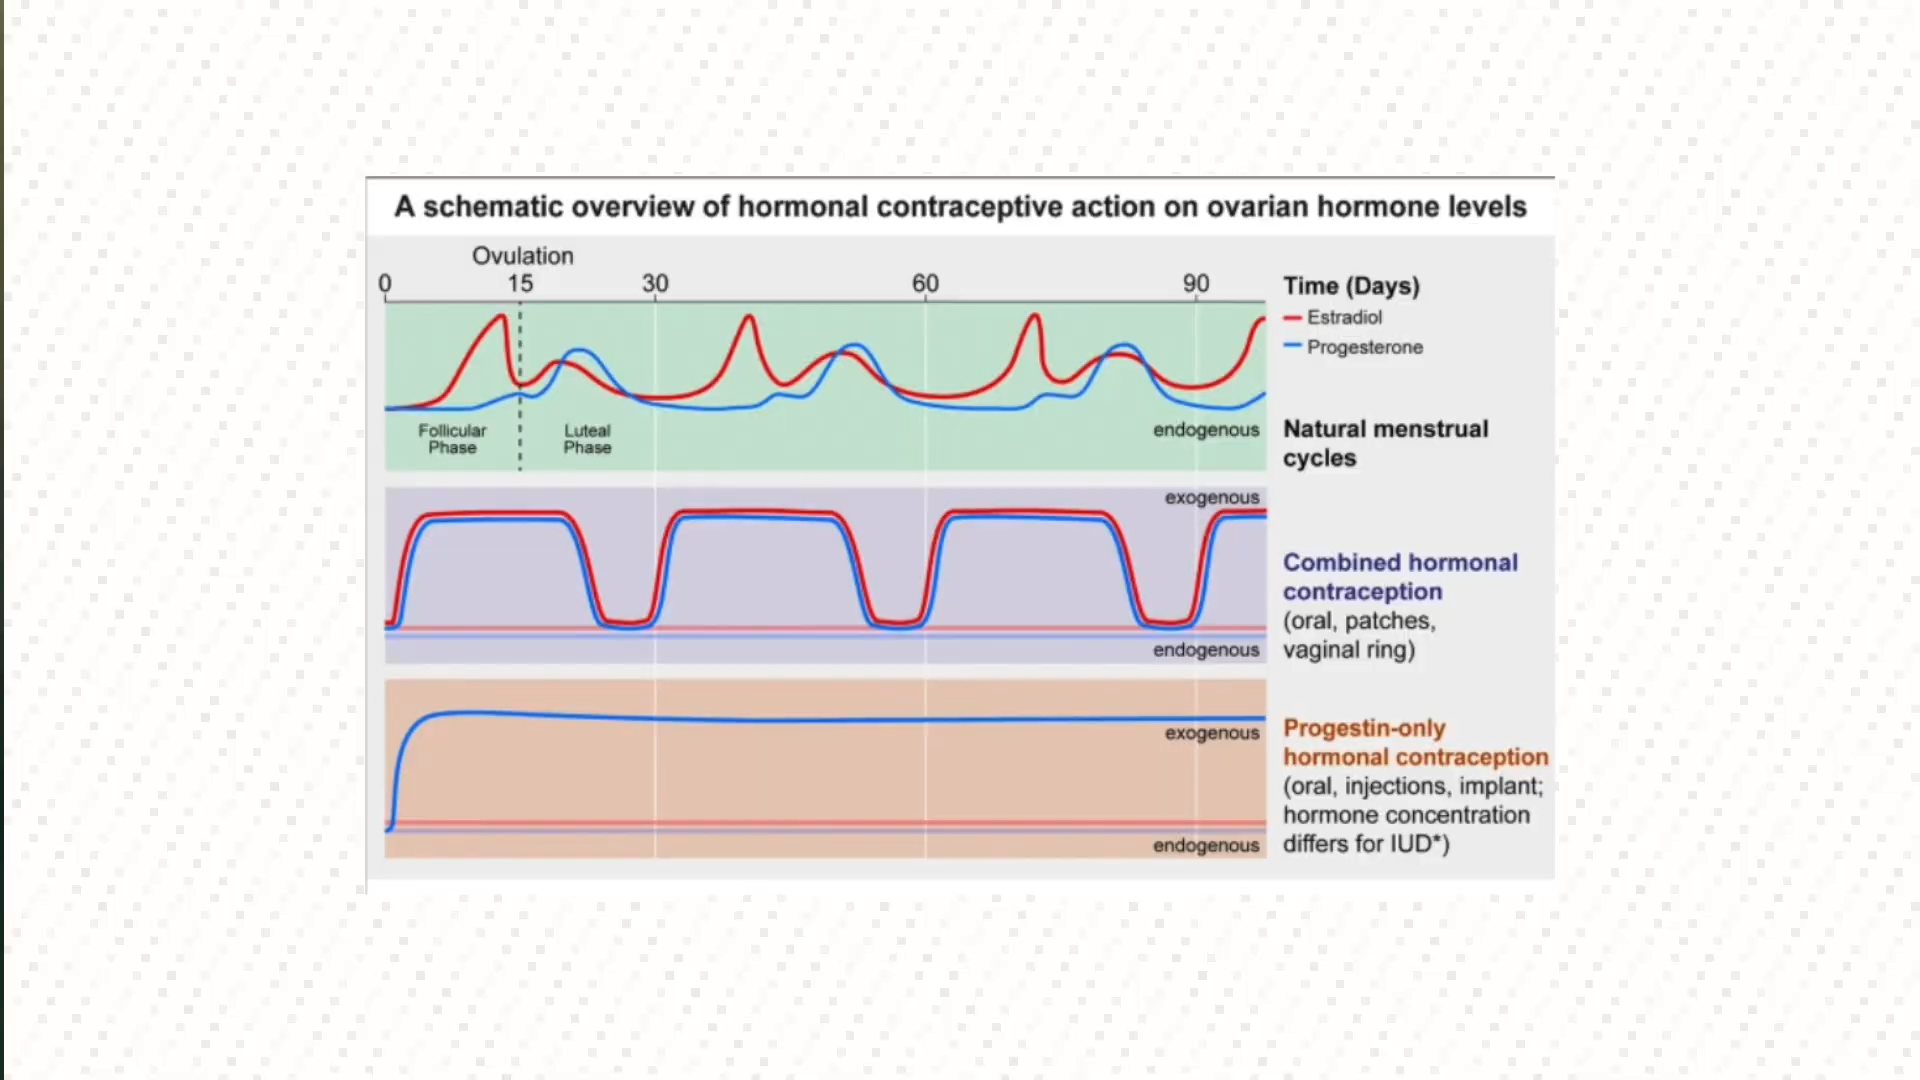 A schematic overview of hormonal contraceptive action on ovarian hormone levels
Ovulation
0 15 30 60 90 Time (Days)
Estradiol
Progesterone
Follicular
Phase
Luteal
Phase
endogenous
Natural menstrual
cycles
exogenous
endogenous
Combined hormonal
contraception
(oral, patches,
vaginal ring)
exogenous
endogenous
Progestin-only
hormonal contraception
(oral, injections, implant;
hormone concentration
differs for IUD*)